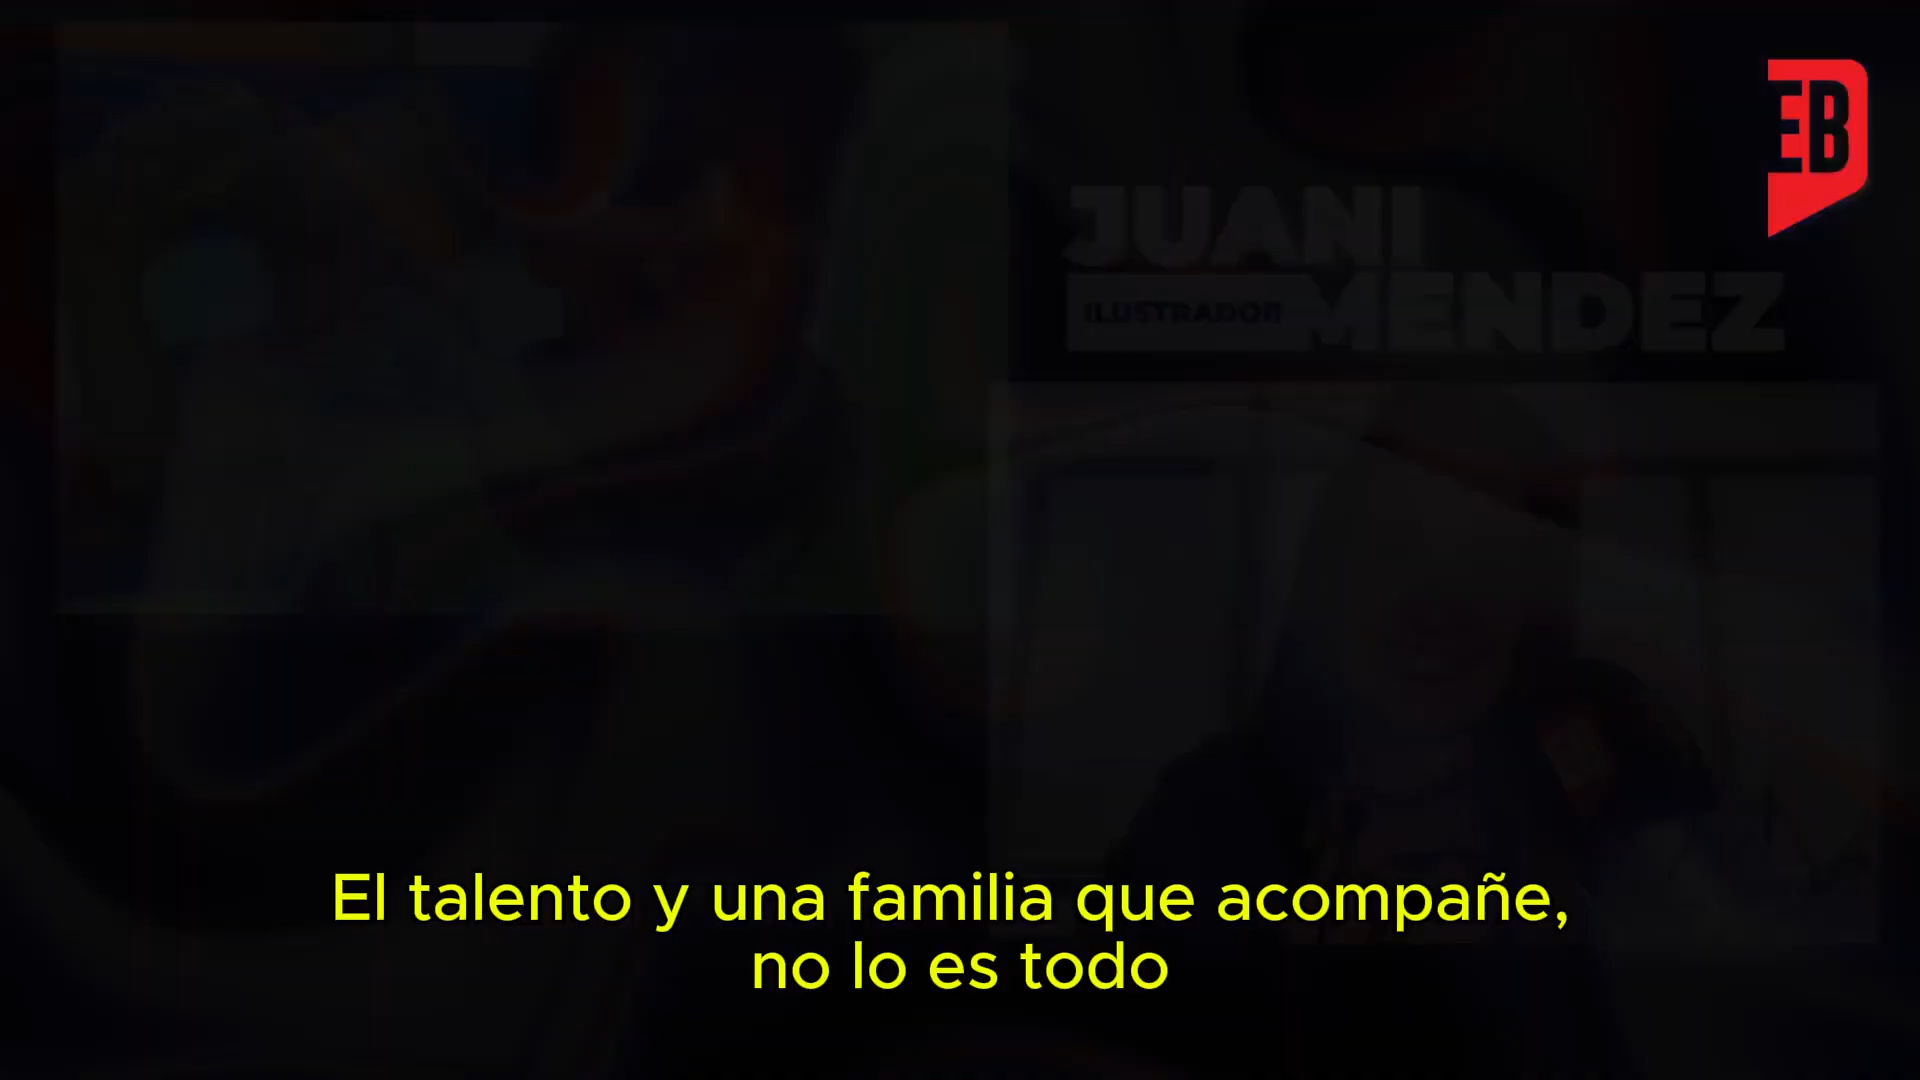 EB
JUANI
ILUSTRADOR MENDEZ
El talento y una familia que acompañe,
no lo es todo